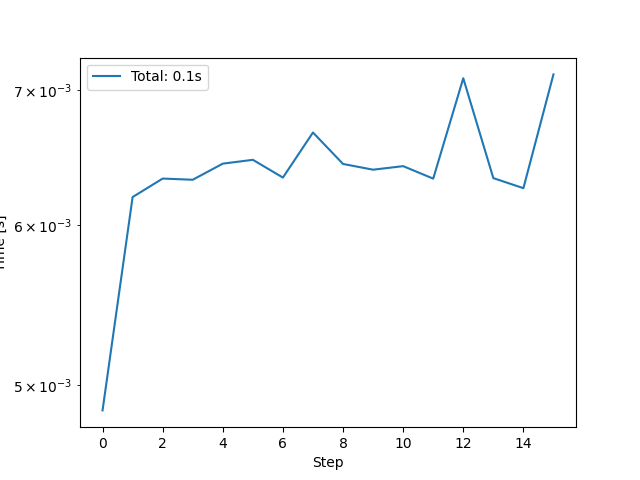 Total: 0.1s
7 × 10⁻³
6 × 10⁻³
5 × 10⁻³
[s]
0 2 4 6 8 10 12 14
Step